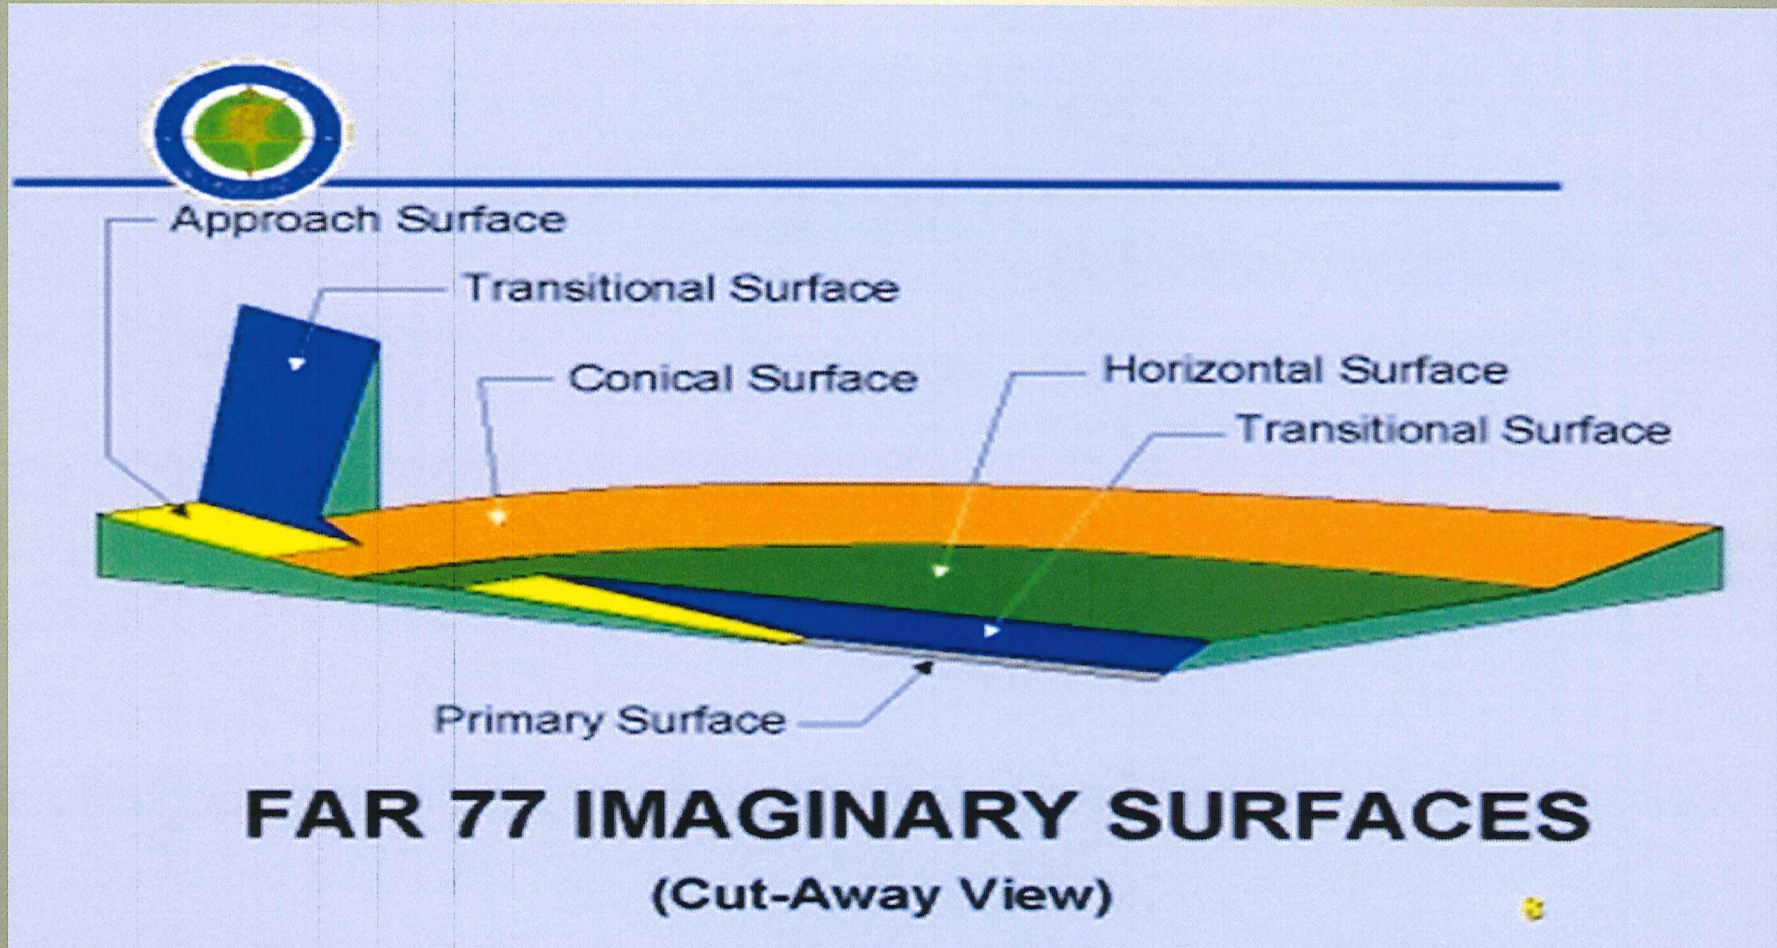 Approach Surface
Transitional Surface
Conical Surface
Horizontal Surface
Transitional Surface
Primary Surface
FAR 77 IMAGINARY SURFACES
(Cut-Away View)